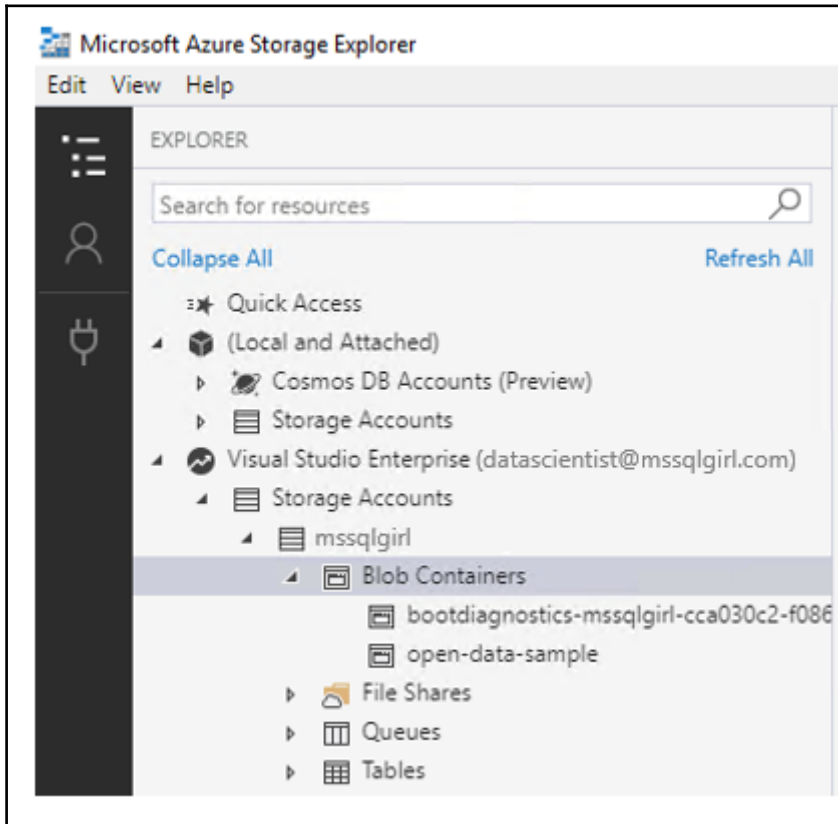 Microsoft Azure Storage Explorer
Edit View Help
EXPLORER
Search for resources
Collapse All Refresh All
Quick Access
(Local and Attached)
Cosmos DB Accounts (Preview)
Storage Accounts
Visual Studio Enterprise (datascientist@mssqlgirl.com)
Storage Accounts
mssqlgirl
Blob Containers
bootdiagnostics-mssqlgirl-cca030c2-f086
open-data-sample
File Shares
Queues
Tables